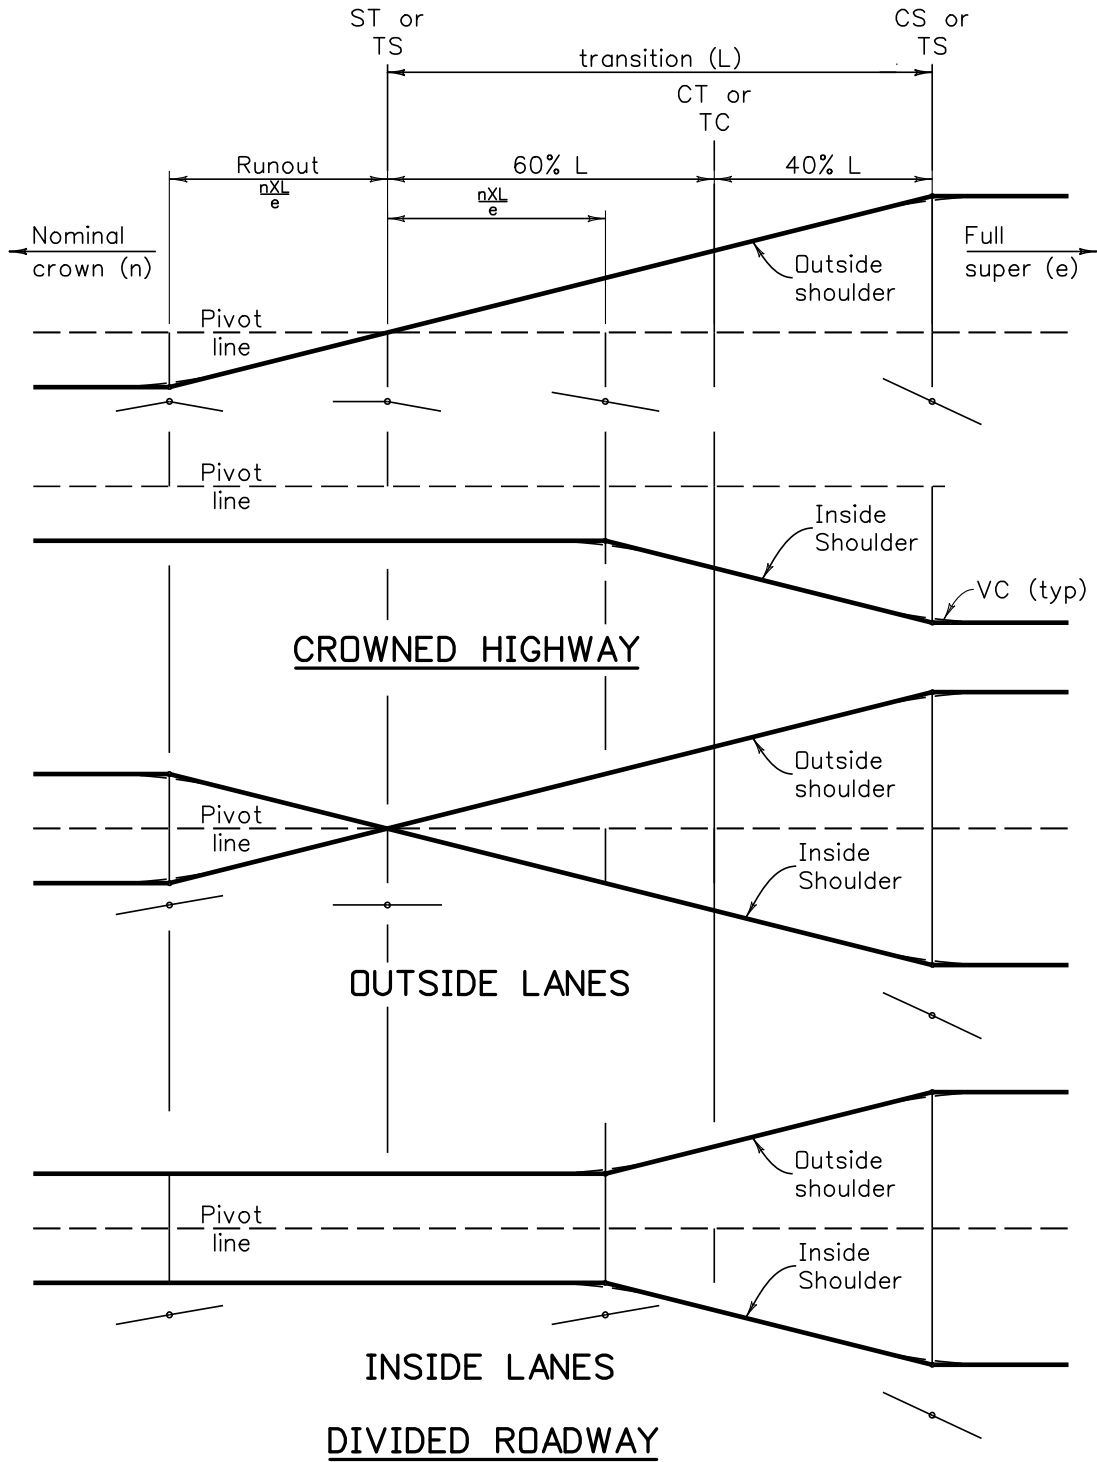 ST or
TS
CS or
TS
transition (L)
CT or
TC
Runout
nXL
e
60% L
40% L
nXL
e
Nominal
crown (n)
Full
super (e)
Outside
shoulder
Pivot
line
Pivot
line
Inside
Shoulder
VC (typ)
CROWNED HIGHWAY
Outside
shoulder
Pivot
line
Inside
Shoulder
OUTSIDE LANES
Outside
shoulder
Pivot
line
Inside
Shoulder
INSIDE LANES
DIVIDED ROADWAY